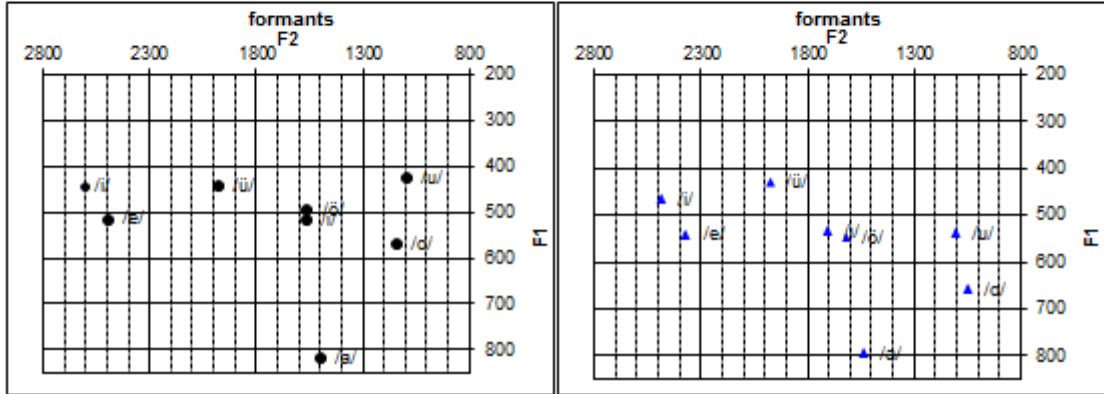 formants
F2
2800 2300 1800 1300 800
200
300
400
500
600
700
800
F1
/i/
/e/
/ü/
/ö/
/ı/
/u/
/o/
/a/
formants
F2
2800 2300 1800 1300 800
200
300
400
500
600
700
800
F1
/i/
/e/
/ü/
/ı/
/ö/
/u/
/o/
/a/